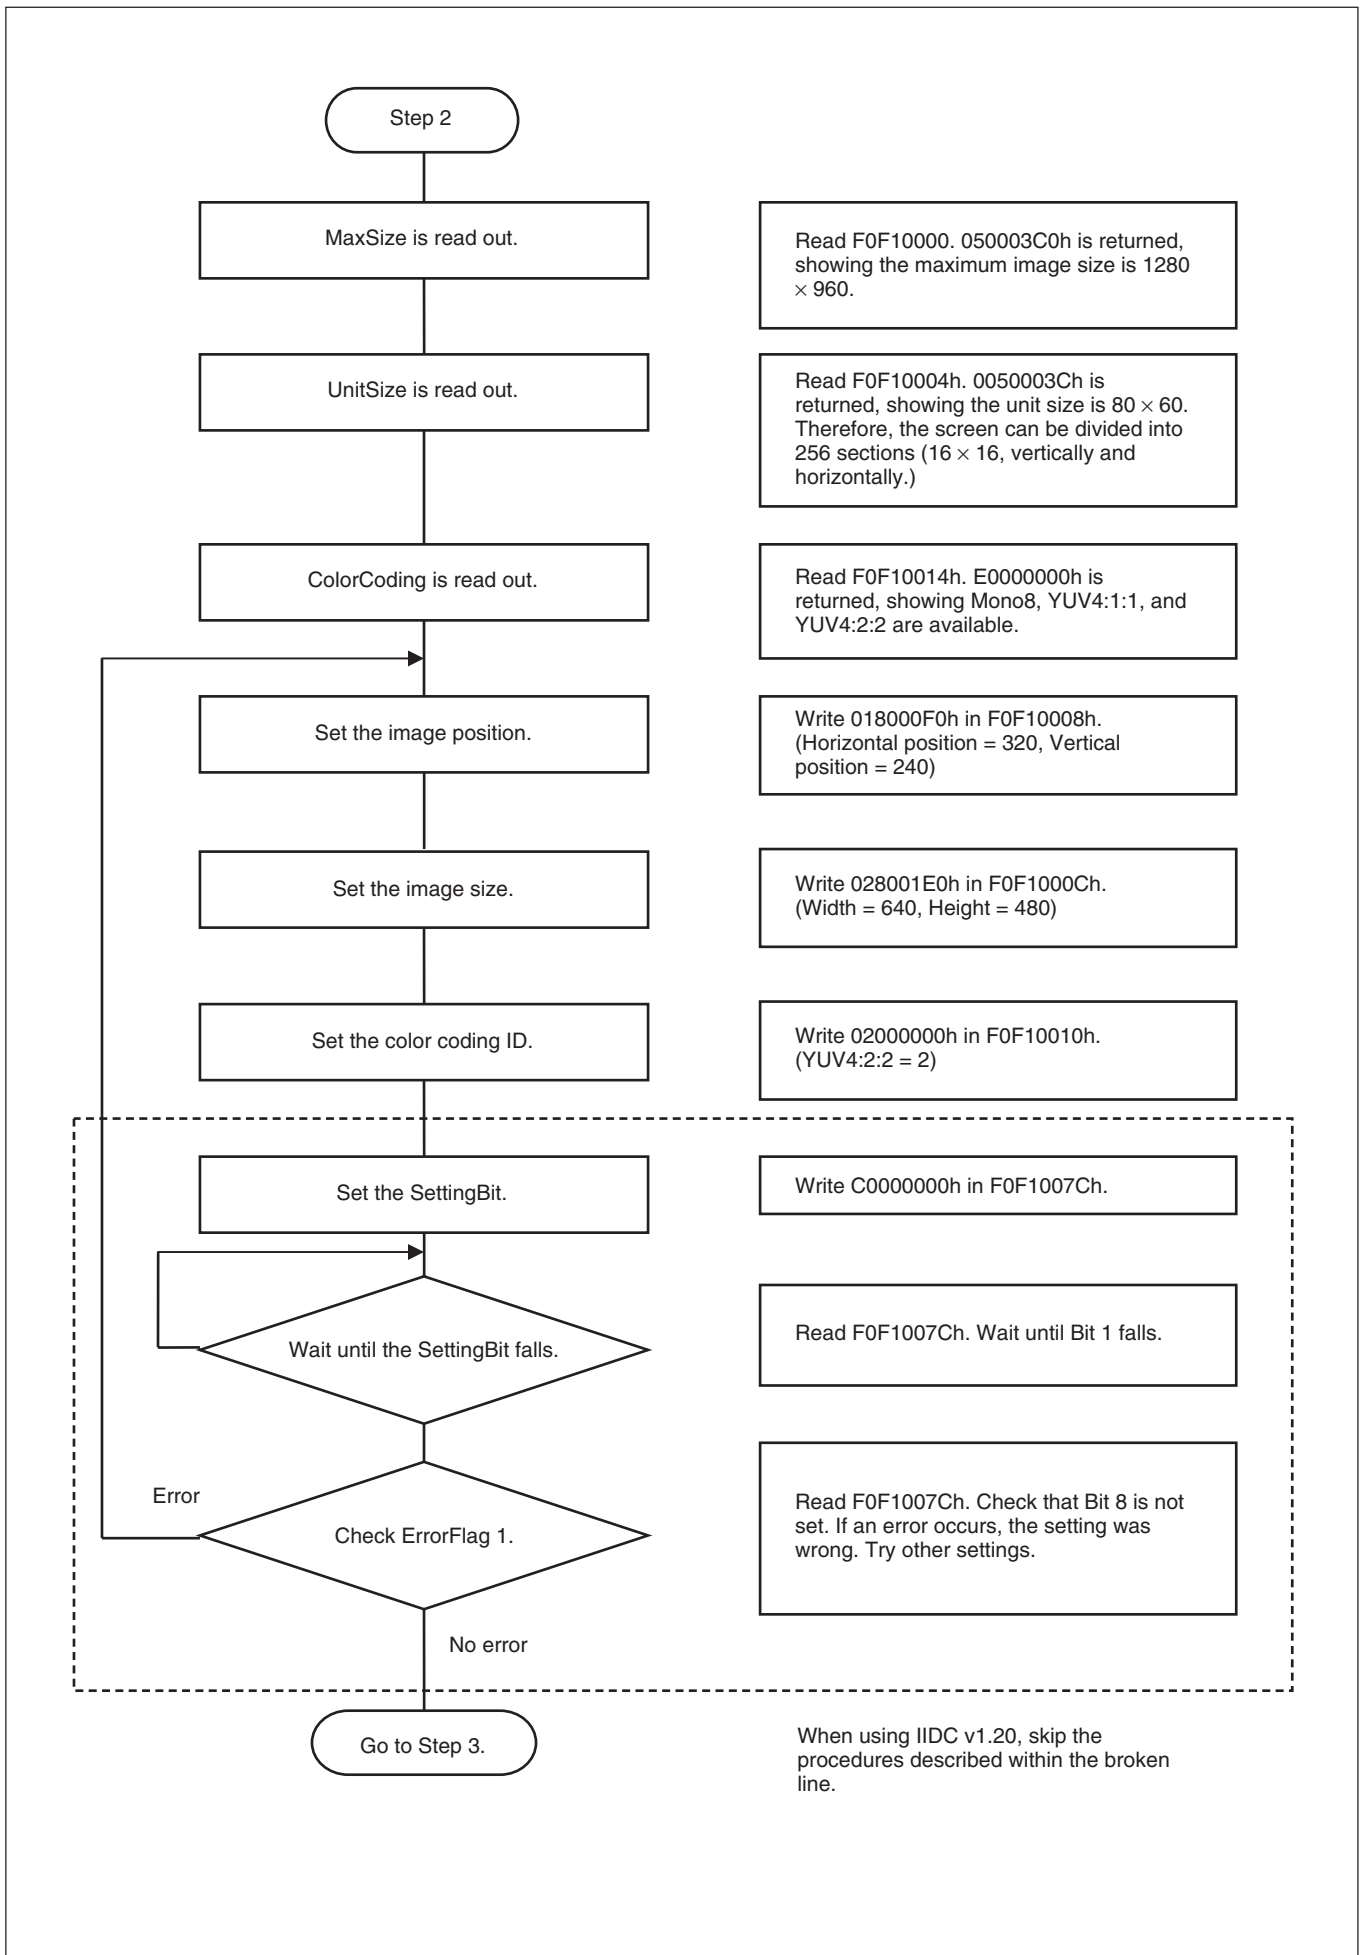 Step 2
MaxSize is read out.
Read F0F10000. 050003C0h is returned,
showing the maximum image size is 1280
× 960.
UnitSize is read out.
Read F0F10004h. 0050003Ch is
returned, showing the unit size is 80 × 60.
Therefore, the screen can be divided into
256 sections (16 × 16, vertically and
horizontally.)
ColorCoding is read out.
Read F0F10014h. E0000000h is
returned, showing Mono8, YUV4:1:1, and
YUV4:2:2 are available.
Set the image position.
Write 018000F0h in F0F10008h.
(Horizontal position = 320, Vertical
position = 240)
Set the image size.
Write 028001E0h in F0F1000Ch.
(Width = 640, Height = 480)
Set the color coding ID.
Write 02000000h in F0F10010h.
(YUV4:2:2 = 2)
Set the SettingBit.
Write C0000000h in F0F1007Ch.
Wait until the SettingBit falls.
Read F0F1007Ch. Wait until Bit 1 falls.
Error
Check ErrorFlag 1.
Read F0F1007Ch. Check that Bit 8 is not
set. If an error occurs, the setting was
wrong. Try other settings.
No error
Go to Step 3.
When using IIDC v1.20, skip the
procedures described within the broken
line.